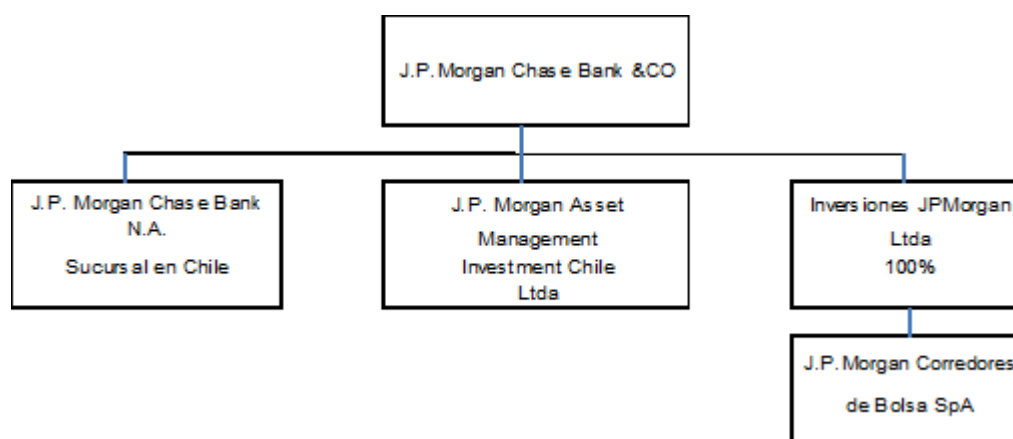 J.P. Morgan Chase Bank &CO
J.P. Morgan Chase Bank
N.A.
Sucursal en Chile
J.P. Morgan Asset
Management
Investment Chile
Ltda
Inversiones JPMorgan
Ltda
100%
J.P. Morgan Corredores
de Bolsa SpA